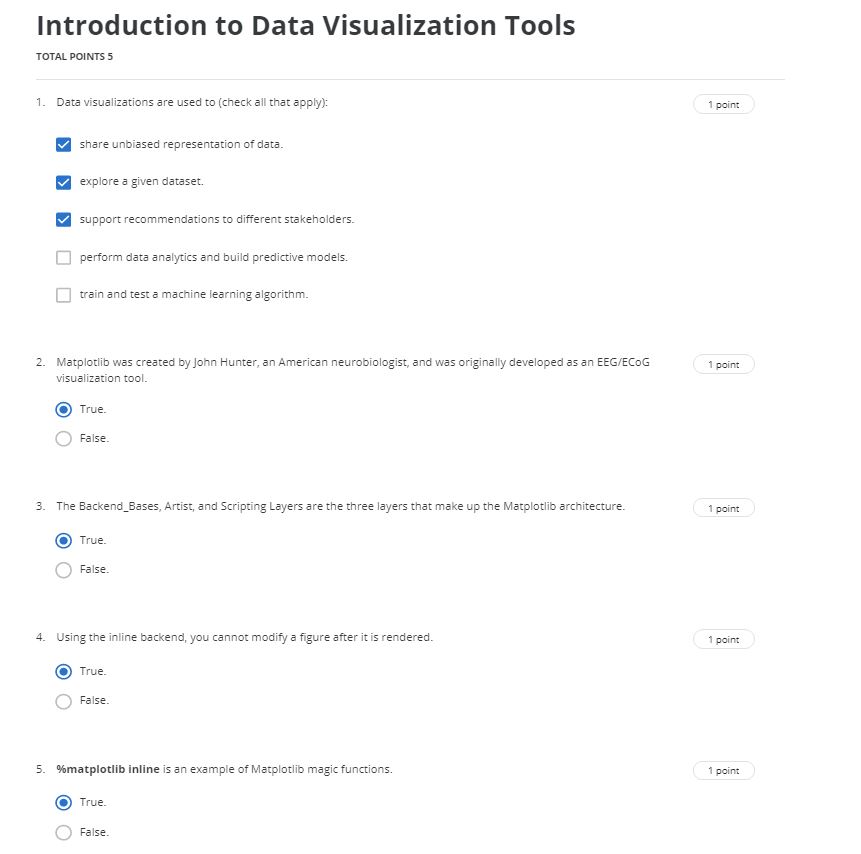 Introduction to Data Visualization Tools
TOTAL POINTS 5
1. Data visualizations are used to (check all that apply):
1 point
share unbiased representation of data.
explore a given dataset.
support recommendations to different stakeholders.
perform data analytics and build predictive models.
train and test a machine learning algorithm.
2. Matplotlib was created by John Hunter, an American neurobiologist, and was originally developed as an EEG/ECoG
visualization tool.
1 point
True.
False.
3. The Backend_Bases, Artist, and Scripting Layers are the three layers that make up the Matplotlib architecture.
1 point
True.
False.
4. Using the inline backend, you cannot modify a figure after it is rendered.
1 point
True.
False.
5. %matplotlib inline is an example of Matplotlib magic functions.
1 point
True.
False.